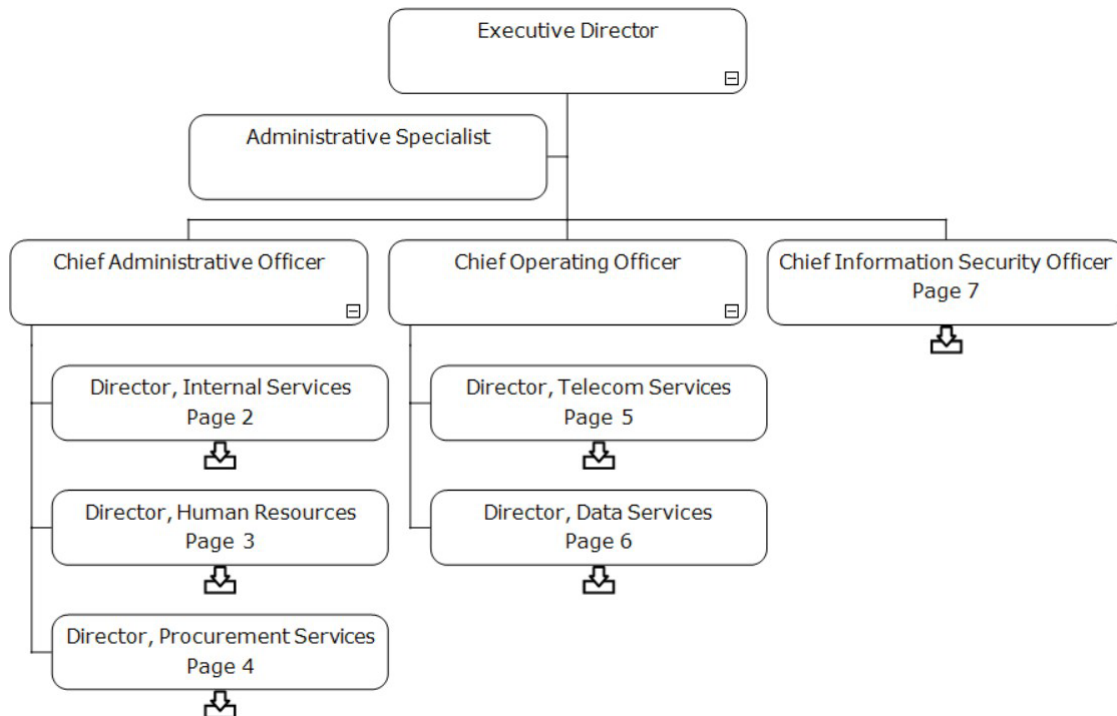 Executive Director
Administrative Specialist
Chief Administrative Officer
Chief Operating Officer
Chief Information Security Officer
Page 7
Director, Internal Services
Page 2
Director, Telecom Services
Page 5
Director, Human Resources
Page 3
Director, Data Services
Page 6
Director, Procurement Services
Page 4